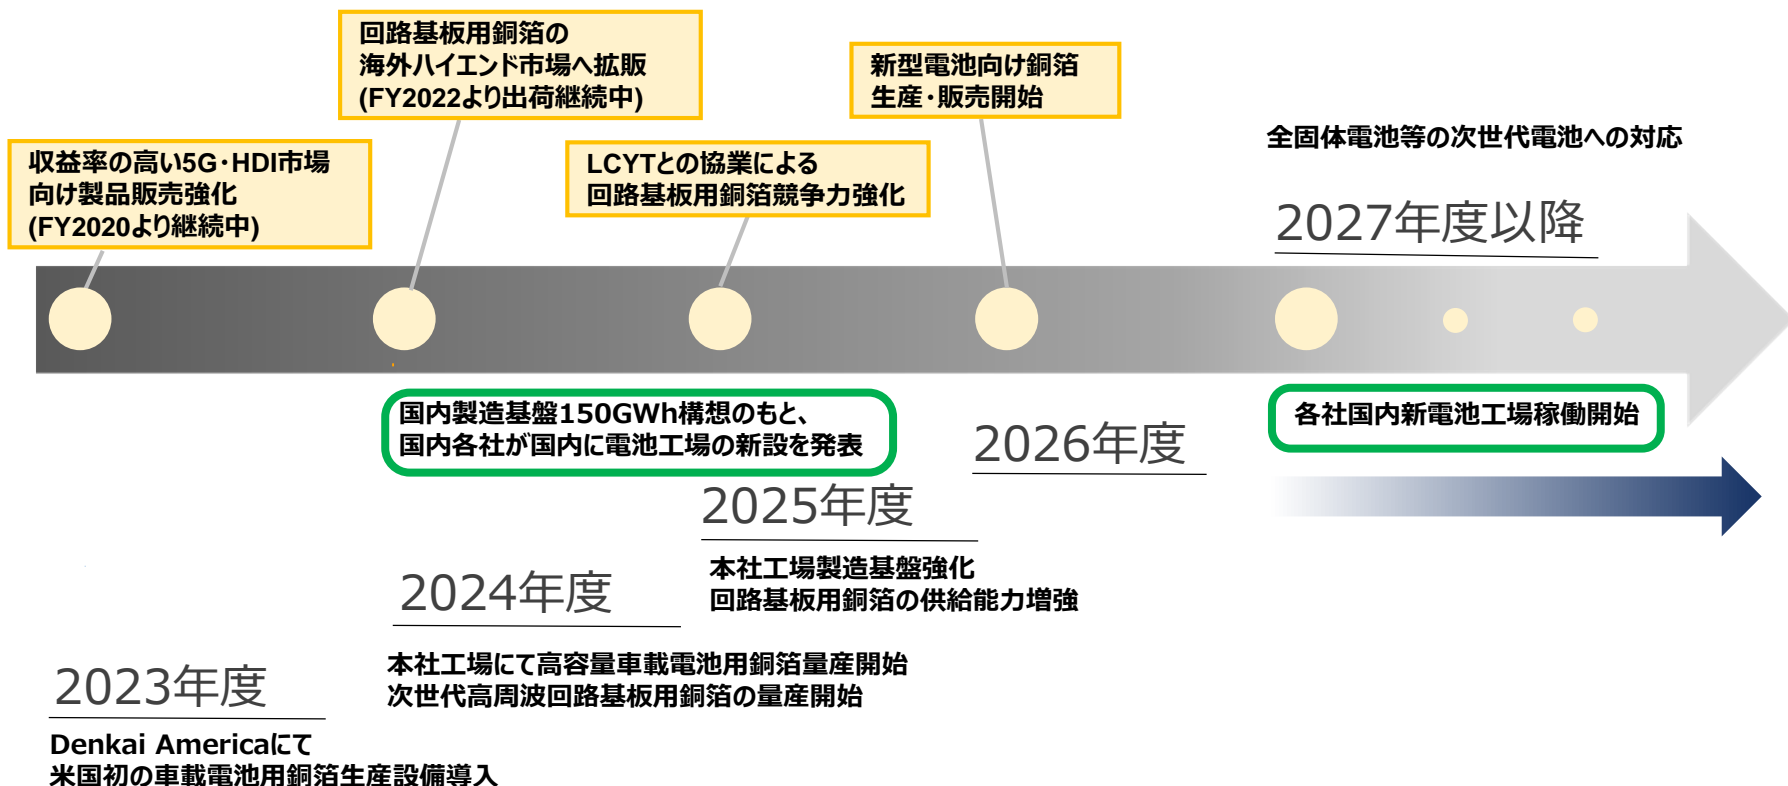 回路基板用銅箔の
海外ハイエンド市場へ拡販
(FY2022より出荷継続中)
新型電池向け銅箔
生産・販売開始
収益率の高い5G・HDI市場
向け製品販売強化
(FY2020より継続中)
LCYTとの協業による
回路基板用銅箔競争力強化
全固体電池等の次世代電池への対応
2027年度以降
国内製造基盤150GWh構想のもと、
国内各社が国内に電池工場の新設を発表
各社国内新電池工場稼働開始
2026年度
2025年度
本社工場製造基盤強化
回路基板用銅箔の供給能力増強
2024年度
本社工場にて高容量車載電池用銅箔量産開始
次世代高周波回路基板用銅箔の量産開始
2023年度
Denkai Americaにて
米国初の車載電池用銅箔生産設備導入